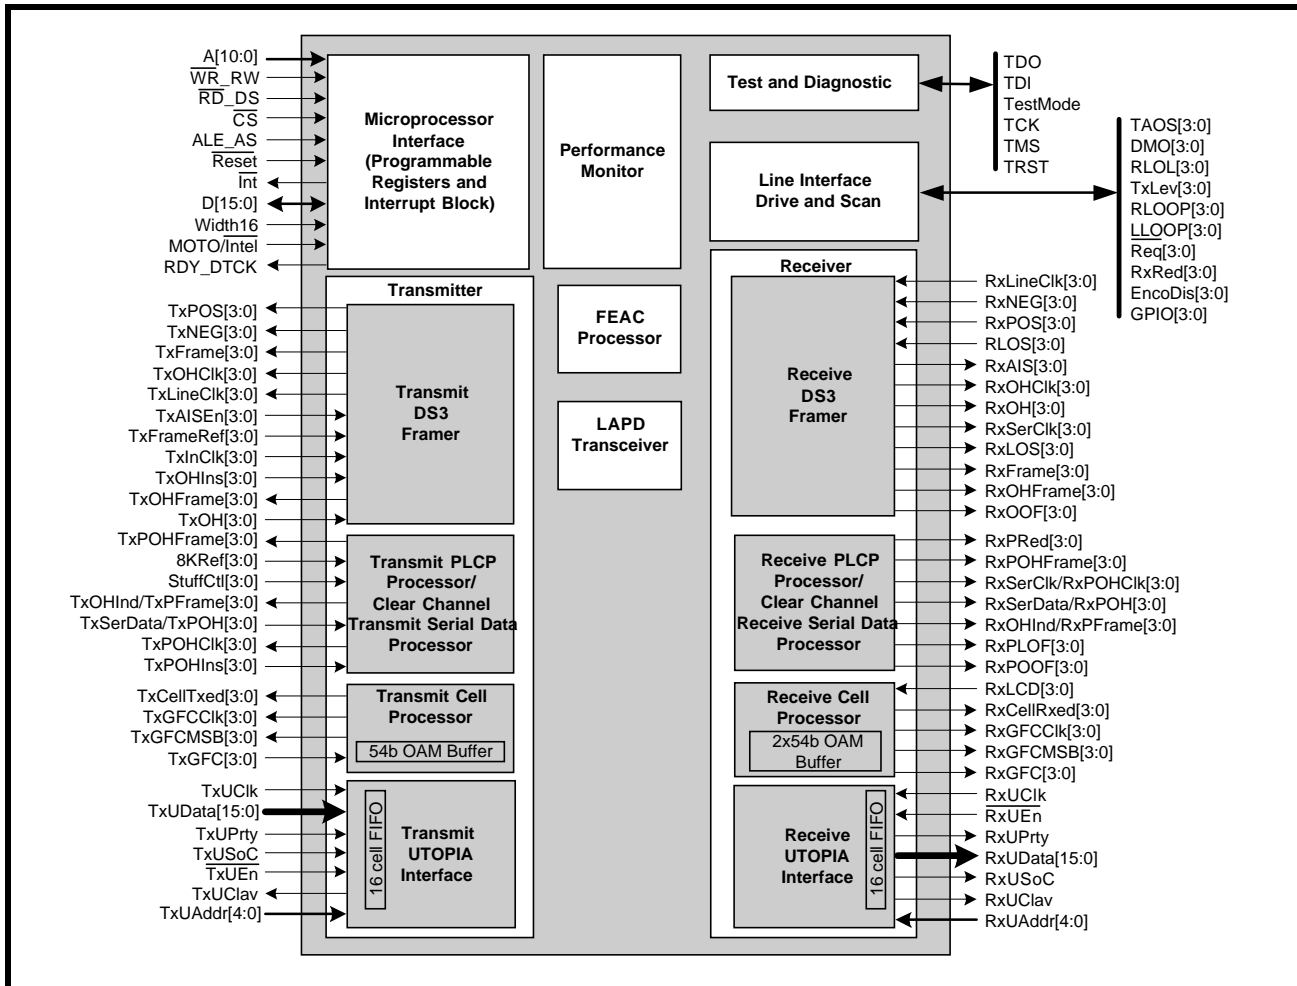 A[10:0]
WR_RW
RD_DS
CS
ALE_AS
Reset
Int
D[15:0]
Width16
MOTO/Intel
RDY_DTCK
Microprocessor
Interface
(Programmable
Registers and
Interrupt Block)
Performance
Monitor
Test and Diagnostic
TDO
TDI
TestMode
TCK
TMS
TRST
Line Interface
Drive and Scan
TAOS[3:0]
DMO[3:0]
RLOL[3:0]
TxLev[3:0]
RLOOP[3:0]
LLOOP[3:0]
Req[3:0]
RxRed[3:0]
EncoDis[3:0]
GPIO[3:0]
Transmitter
TxPOS[3:0]
TxNEG[3:0]
TxFrame[3:0]
TxOHClk[3:0]
TxLineClk[3:0]
TxAISEn[3:0]
TxFrameRef[3:0]
TxInClk[3:0]
TxOHIns[3:0]
TxOHFrame[3:0]
TxOH[3:0]
Transmit
DS3
Framer
TxPOHFrame[3:0]
8KRef[3:0]
StuffCtl[3:0]
TxOHInd/TxPFrame[3:0]
TxSerData/TxPOH[3:0]
TxPOHClk[3:0]
TxPOHIns[3:0]
Transmit PLCP
Processor/
Clear Channel
Transmit Serial Data
Processor
TxCellTxed[3:0]
TxGFCClk[3:0]
TxGFCMSB[3:0]
TxGFC[3:0]
Transmit Cell
Processor
54b OAM Buffer
TxUClk
TxUData[15:0]
TxUPrty
TxUSoC
TxUEn
TxUClav
TxUAddr[4:0]
16 cell FIFO
Transmit
UTOPIA
Interface
FEAC
Processor
LAPD
Transceiver
Receiver
Receive
DS3
Framer
RxLineClk[3:0]
RxNEG[3:0]
RxPOS[3:0]
RLOS[3:0]
RxAIS[3:0]
RxOHClk[3:0]
RxOH[3:0]
RxSerClk[3:0]
RxLOS[3:0]
RxFrame[3:0]
RxOHFrame[3:0]
RxOOF[3:0]
Receive PLCP
Processor/
Clear Channel
Receive Serial Data
Processor
RxPRed[3:0]
RxPOHFrame[3:0]
RxSerClk/RxPOHClk[3:0]
RxSerData/RxPOH[3:0]
RxOHInd/RxPFrame[3:0]
RxPLOF[3:0]
RxPOOF[3:0]
Receive Cell
Processor
2x54b OAM
Buffer
RxLCD[3:0]
RxCellRxed[3:0]
RxGFCClk[3:0]
RxGFCMSB[3:0]
RxGFC[3:0]
Receive
UTOPIA
Interface
16 cell FIFO
RxUClk
RxUEn
RxUPrty
RxUData[15:0]
RxUSoC
RxUClav
RxUAddr[4:0]